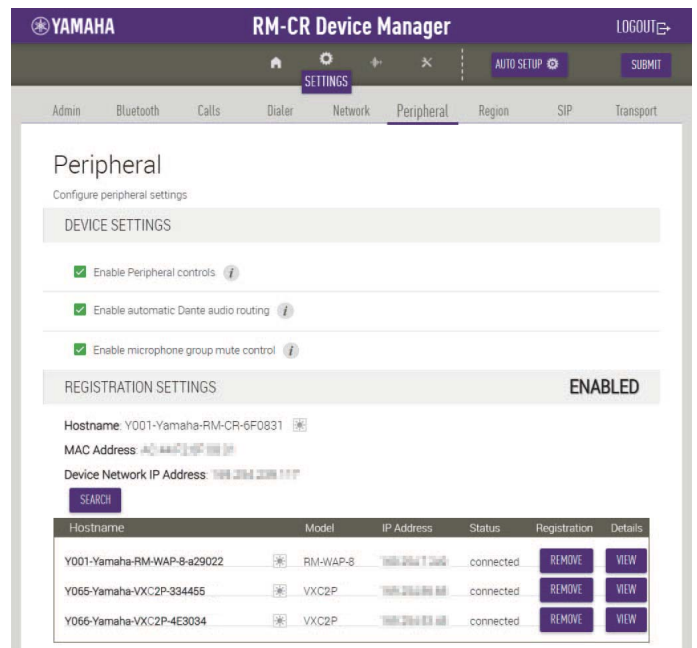 YAMAHA RM-CR Device Manager LOGOUT
SETTINGS AUTO SETUP SUBMIT
Admin Bluetooth Calls Dialer Network Peripheral Region SIP Transport
Peripheral
Configure peripheral settings
DEVICE SETTINGS
Enable Peripheral controls i
Enable automatic Dante audio routing i
Enable microphone group mute control i
REGISTRATION SETTINGS ENABLED
Hostname: Y001-Yamaha-RM-CR-6F0831
MAC Address:
Device Network IP Address:
SEARCH
Hostname Model IP Address Status Registration Details
Y001-Yamaha-RM-WAP-8-a29022 RM-WAP-8 connected REMOVE VIEW
Y065-Yamaha-VXC2P-334455 VXC2P connected REMOVE VIEW
Y066-Yamaha-VXC2P-4E3034 VXC2P connected REMOVE VIEW